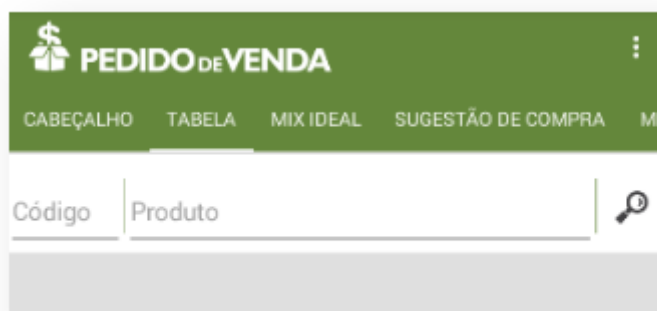 PEDIDO DE VENDA
CABEÇALHO TABELA MIX IDEAL SUGESTÃO DE COMPRA M
Código Produto